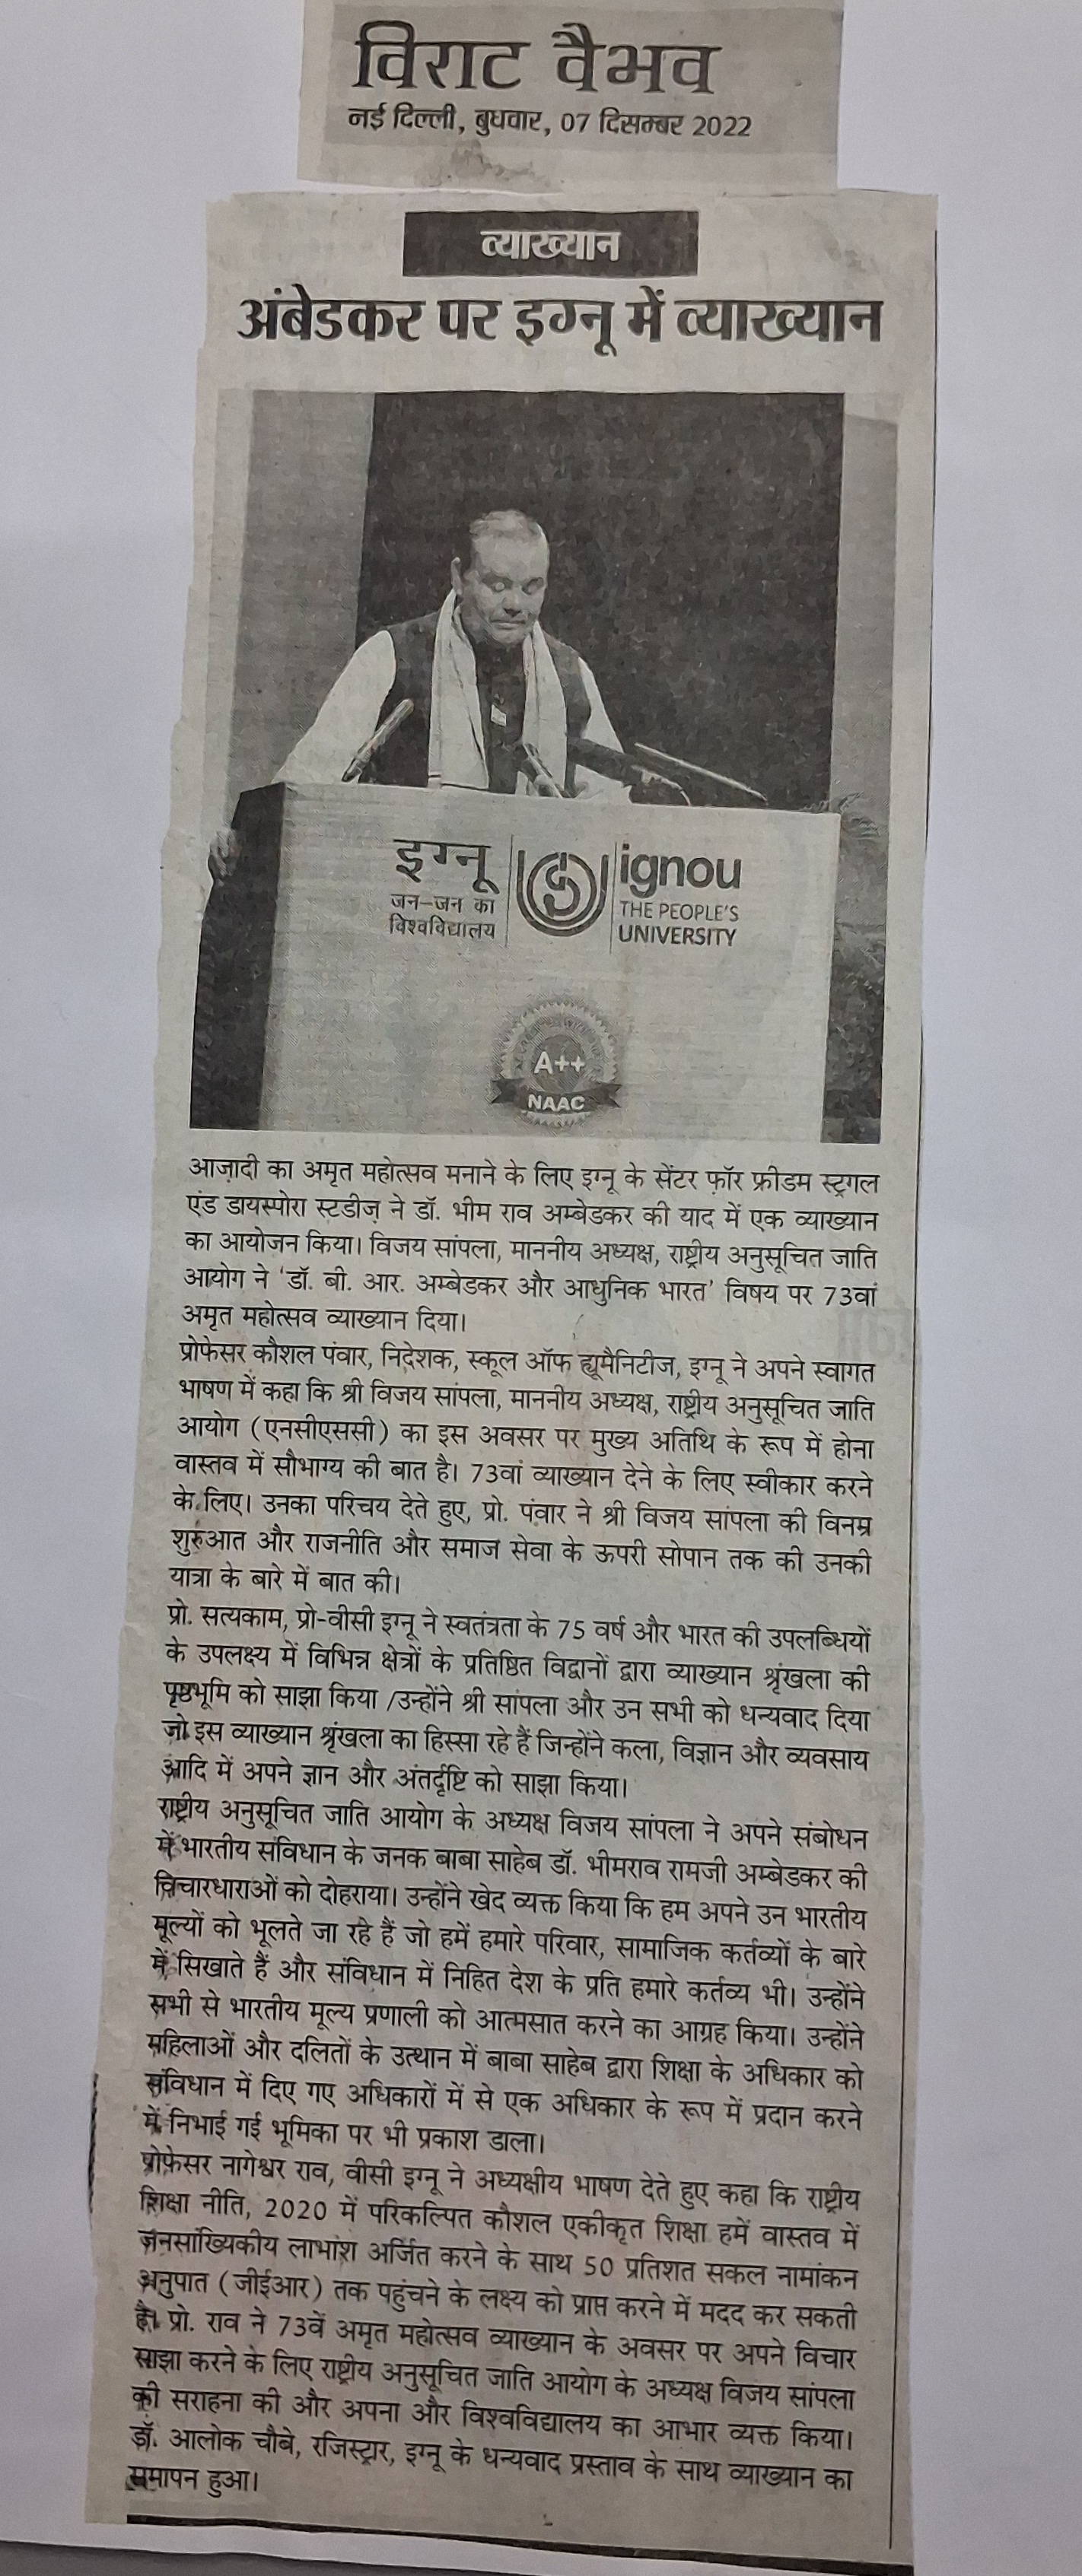 विराट वैभव
नई दिल्ली, बुधवार, 07 दिसम्बर 2022
व्याख्यान
अंबेडकर पर इग्नू में व्याख्यान
इग्नू
जन-जन का
विश्वविद्यालय
ignou
THE PEOPLE'S
UNIVERSITY
A++
NAAC
आज़ादी का अमृत महोत्सव मनाने के लिए इग्नू के सेंटर फ़ॉर फ्रीडम स्ट्रगल
एंड डायस्पोरा स्टडीज़ ने डॉ. भीम राव अम्बेडकर की याद में एक व्याख्यान
का आयोजन किया। विजय सांपला, माननीय अध्यक्ष, राष्ट्रीय अनुसूचित जाति
आयोग ने 'डॉ. बी. आर. अम्बेडकर और आधुनिक भारत' विषय पर 73वां
अमृत महोत्सव व्याख्यान दिया।
प्रोफेसर कौशल पंवार, निदेशक, स्कूल ऑफ ह्यूमैनिटीज, इग्नू ने अपने स्वागत
भाषण में कहा कि श्री विजय सांपला, माननीय अध्यक्ष, राष्ट्रीय अनुसूचित जाति
आयोग (एनसीएससी) का इस अवसर पर मुख्य अतिथि के रूप में होना
वास्तव में सौभाग्य की बात है। 73वां व्याख्यान देने के लिए स्वीकार करने
के लिए। उनका परिचय देते हुए, प्रो. पंवार ने श्री विजय सांपला की विनम्र
शुरुआत और राजनीति और समाज सेवा के ऊपरी सोपान तक की उनकी
यात्रा के बारे में बात की।
प्रो. सत्यकाम, प्रो-वीसी इग्नू ने स्वतंत्रता के 75 वर्ष और भारत की उपलब्धियों
के उपलक्ष्य में विभिन्न क्षेत्रों के प्रतिष्ठित विद्वानों द्वारा व्याख्यान श्रृंखला की
पृष्ठभूमि को साझा किया /उन्होंने श्री सांपला और उन सभी को धन्यवाद दिया
जो इस व्याख्यान श्रृंखला का हिस्सा रहे हैं जिन्होंने कला, विज्ञान और व्यवसाय
आदि में अपने ज्ञान और अंतर्दृष्टि को साझा किया।
राष्ट्रीय अनुसूचित जाति आयोग के अध्यक्ष विजय सांपला ने अपने संबोधन
में भारतीय संविधान के जनक बाबा साहेब डॉ. भीमराव रामजी अम्बेडकर की
विचारधाराओं को दोहराया। उन्होंने खेद व्यक्त किया कि हम अपने उन भारतीय
मूल्यों को भूलते जा रहे हैं जो हमें हमारे परिवार, सामाजिक कर्तव्यों के बारे
में सिखाते हैं और संविधान में निहित देश के प्रति हमारे कर्तव्य भी। उन्होंने
सभी से भारतीय मूल्य प्रणाली को आत्मसात करने का आग्रह किया। उन्होंने
महिलाओं और दलितों के उत्थान में बाबा साहेब द्वारा शिक्षा के अधिकार को
संविधान में दिए गए अधिकारों में से एक अधिकार के रूप में प्रदान करने
में निभाई गई भूमिका पर भी प्रकाश डाला।
प्रोफ़ेसर नागेश्वर राव, वीसी इग्नू ने अध्यक्षीय भाषण देते हुए कहा कि राष्ट्रीय
शिक्षा नीति, 2020 में परिकल्पित कौशल एकीकृत शिक्षा हमें वास्तव में
जनसांख्यिकीय लाभांश अर्जित करने के साथ 50 प्रतिशत सकल नामांकन
अनुपात (जीईआर) तक पहुंचने के लक्ष्य को प्राप्त करने में मदद कर सकती
है। प्रो. राव ने 73वें अमृत महोत्सव व्याख्यान के अवसर पर अपने विचार
साझा करने के लिए राष्ट्रीय अनुसूचित जाति आयोग के अध्यक्ष विजय सांपला
की सराहना की और अपना और विश्वविद्यालय का आभार व्यक्त किया।
डॉ. आलोक चौबे, रजिस्ट्रार, इग्नू के धन्यवाद प्रस्ताव के साथ व्याख्यान का
समापन हुआ।